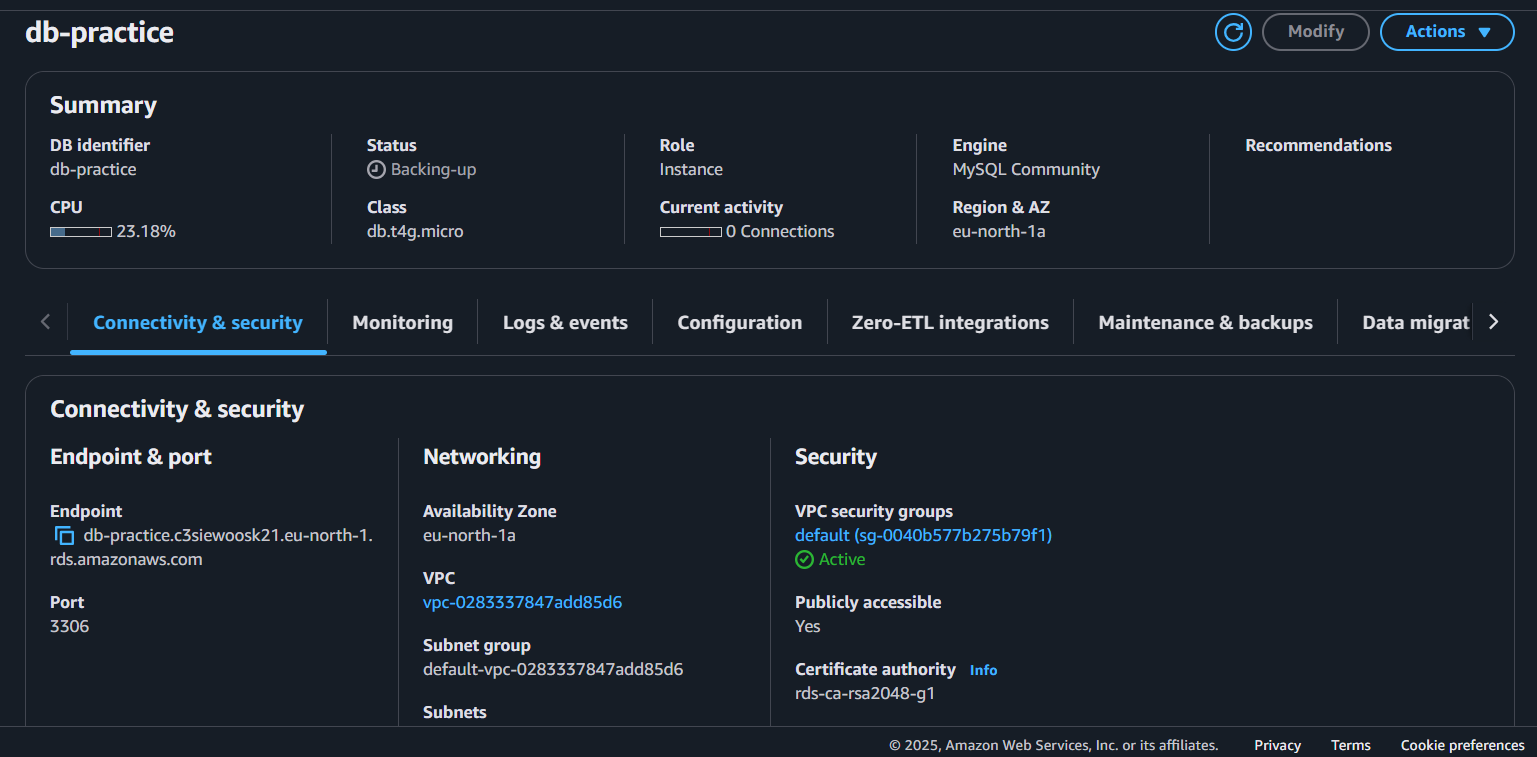 db-practice
Modify
Actions
Summary
DB identifier
db-practice
Status
Backing-up
Role
Instance
Engine
MySQL Community
Recommendations
CPU
23.18%
Class
db.t4g.micro
Current activity
0 Connections
Region & AZ
eu-north-1a
Connectivity & security
Monitoring
Logs & events
Configuration
Zero-ETL integrations
Maintenance & backups
Data migrat
Connectivity & security
Endpoint & port
Endpoint
db-practice.c3siewoosk21.eu-north-1.
rds.amazonaws.com
Port
3306
Networking
Availability Zone
eu-north-1a
VPC
vpc-0283337847add85d6
Subnet group
default-vpc-0283337847add85d6
Subnets
Security
VPC security groups
default (sg-0040b577b275b79f1)
Active
Publicly accessible
Yes
Certificate authority Info
rds-ca-rsa2048-g1
© 2025, Amazon Web Services, Inc. or its affiliates.
Privacy
Terms
Cookie preferences